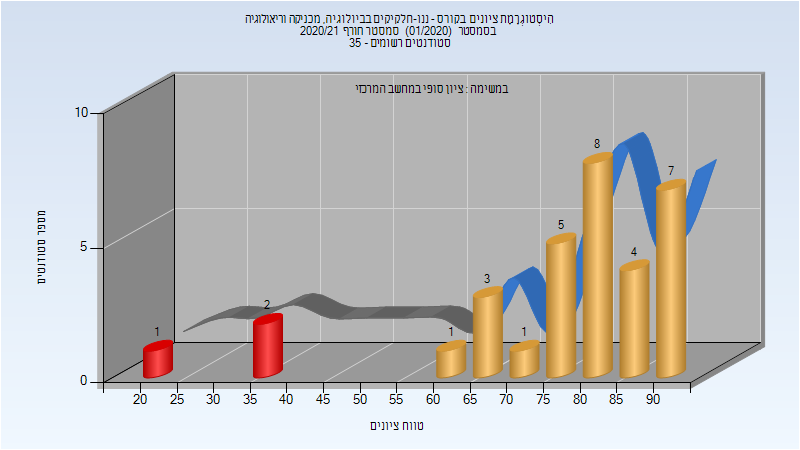 היסטוגרמת ציונים בקורס - ננו-חלקיקים בביולוגיה, מכניקה וריאולוגיה
בסמסטר (01/2020) סמסטר חורף 2020/21
סטודנטים רשומים - 35
במשימה : ציון סופי במחשב המרכזי
10
5
0
מספר סטודנטים
1
2
1
3
1
5
8
4
7
20 25 30 35 40 45 50 55 60 65 70 75 80 85 90
טווח ציונים